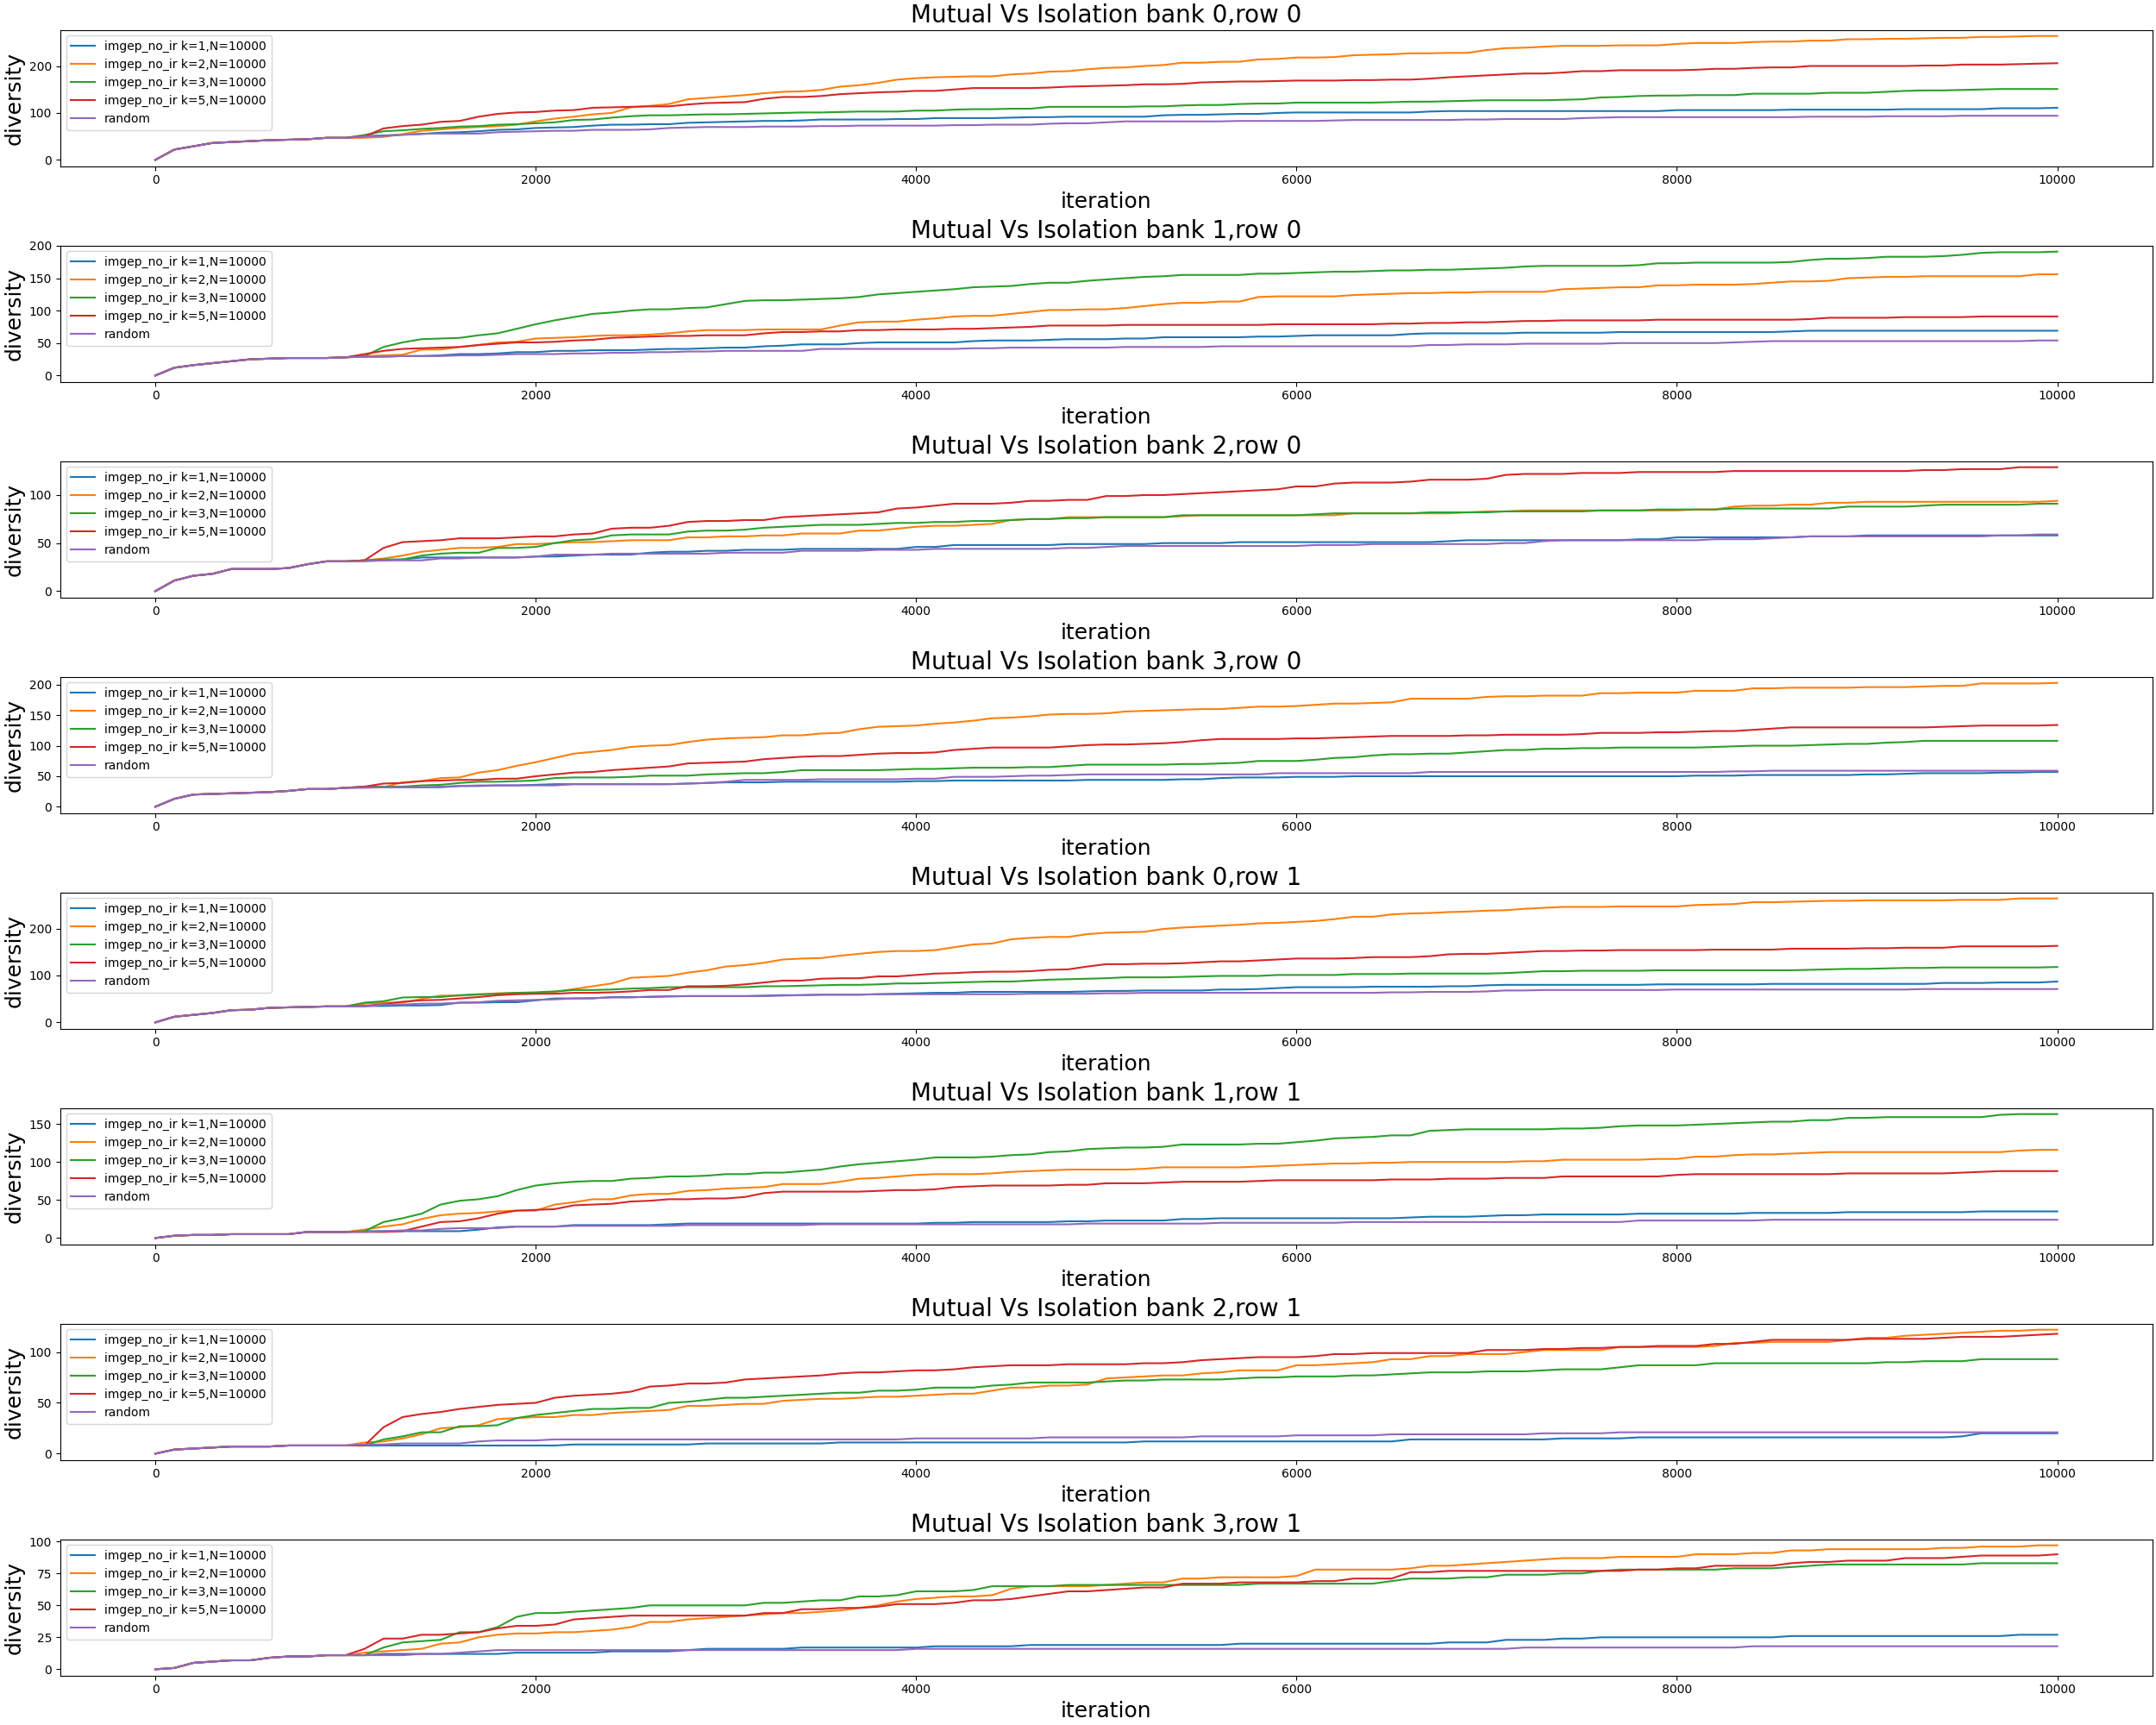 Mutual Vs Isolation bank 0,row 0
diversity
200
100
0
imgep_no_ir k=1,N=10000
imgep_no_ir k=2,N=10000
imgep_no_ir k=3,N=10000
imgep_no_ir k=5,N=10000
random
0 2000 4000 6000 8000 10000
iteration
Mutual Vs Isolation bank 1,row 0
diversity
200
150
100
50
0
imgep_no_ir k=1,N=10000
imgep_no_ir k=2,N=10000
imgep_no_ir k=3,N=10000
imgep_no_ir k=5,N=10000
random
0 2000 4000 6000 8000 10000
iteration
Mutual Vs Isolation bank 2,row 0
diversity
100
50
0
imgep_no_ir k=1,N=10000
imgep_no_ir k=2,N=10000
imgep_no_ir k=3,N=10000
imgep_no_ir k=5,N=10000
random
0 2000 4000 6000 8000 10000
iteration
Mutual Vs Isolation bank 3,row 0
diversity
200
150
100
50
0
imgep_no_ir k=1,N=10000
imgep_no_ir k=2,N=10000
imgep_no_ir k=3,N=10000
imgep_no_ir k=5,N=10000
random
0 2000 4000 6000 8000 10000
iteration
Mutual Vs Isolation bank 0,row 1
diversity
200
100
0
imgep_no_ir k=1,N=10000
imgep_no_ir k=2,N=10000
imgep_no_ir k=3,N=10000
imgep_no_ir k=5,N=10000
random
0 2000 4000 6000 8000 10000
iteration
Mutual Vs Isolation bank 1,row 1
diversity
150
100
50
0
imgep_no_ir k=1,N=10000
imgep_no_ir k=2,N=10000
imgep_no_ir k=3,N=10000
imgep_no_ir k=5,N=10000
random
0 2000 4000 6000 8000 10000
iteration
Mutual Vs Isolation bank 2,row 1
diversity
100
50
0
imgep_no_ir k=1,N=10000
imgep_no_ir k=2,N=10000
imgep_no_ir k=3,N=10000
imgep_no_ir k=5,N=10000
random
0 2000 4000 6000 8000 10000
iteration
Mutual Vs Isolation bank 3,row 1
diversity
100
75
50
25
0
imgep_no_ir k=1,N=10000
imgep_no_ir k=2,N=10000
imgep_no_ir k=3,N=10000
imgep_no_ir k=5,N=10000
random
0 2000 4000 6000 8000 10000
iteration